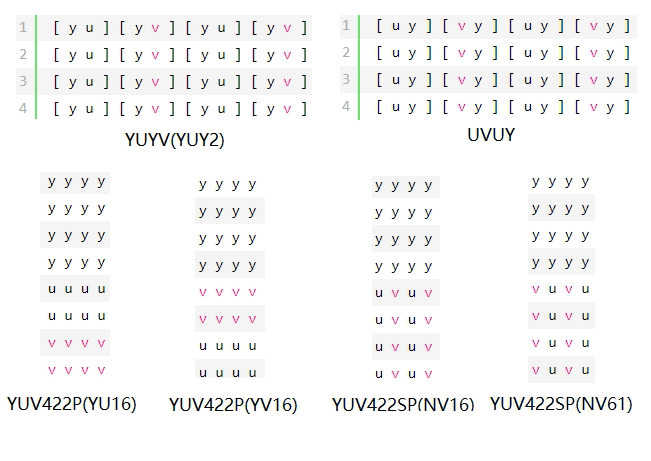 1 [ y u ] [ y v ] [ y u ] [ y v ]
2 [ y u ] [ y v ] [ y u ] [ y v ]
3 [ y u ] [ y v ] [ y u ] [ y v ]
4 [ y u ] [ y v ] [ y u ] [ y v ]
YUYV(YUY2)
1 [ u y ] [ v y ] [ u y ] [ v y ]
2 [ u y ] [ v y ] [ u y ] [ v y ]
3 [ u y ] [ v y ] [ u y ] [ v y ]
4 [ u y ] [ v y ] [ u y ] [ v y ]
UVUY
y y y y
y y y y
y y y y
y y y y
u u u u
u u u u
v v v v
v v v v
YUV422P(YU16)
y y y y
y y y y
y y y y
y y y y
v v v v
v v v v
u u u u
u u u u
YUV422P(YV16)
y y y y
y y y y
y y y y
y y y y
u v u v
u v u v
u v u v
u v u v
YUV422SP(NV16)
y y y y
y y y y
y y y y
y y y y
v u v u
v u v u
v u v u
v u v u
YUV422SP(NV61)